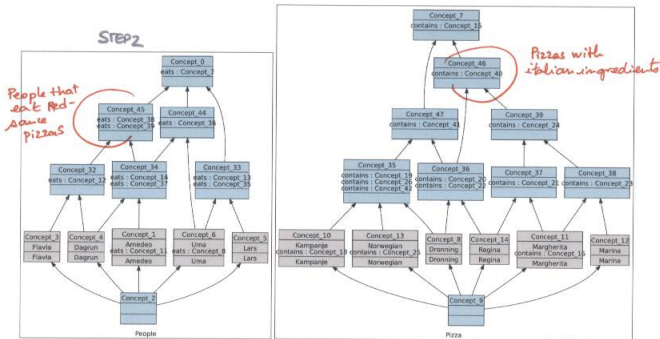 STEP2
Concept_0
eats : Concept_7
People that
eat Red-
sauce
pizzas
Concept_45
eats : Concept_38
eats : Concept_39
Concept_44
eats : Concept_36
Concept_32
eats : Concept_12
Concept_34
eats : Concept_14
eats : Concept_37
Concept_33
eats : Concept_13
eats : Concept_35
Concept_3
Flavia
Flavia
Concept_4
Dagrun
Dagrun
Concept_1
Amedeo
eats : Concept_11
Amedeo
Concept_6
Uma
eats : Concept_8
Uma
Concept_5
Lars
Lars
Concept_2
People
Concept_7
contains : Concept_15
Concept_46
contains : Concept_40
Pizzas with
italian ingredients
Concept_47
contains : Concept_41
Concept_39
contains : Concept_24
Concept_35
contains : Concept_19
contains : Concept_26
contains : Concept_42
Concept_36
contains : Concept_20
contains : Concept_22
Concept_37
contains : Concept_21
Concept_38
contains : Concept_23
Concept_10
Kampanje
contains : Concept_18
Kampanje
Concept_13
Norwegian
contains : Concept_25
Norwegian
Concept_8
Dronning
Dronning
Concept_14
Regina
Regina
Concept_11
Margherita
contains : Concept_16
Margherita
Concept_12
Marina
Marina
Concept_9
Pizza